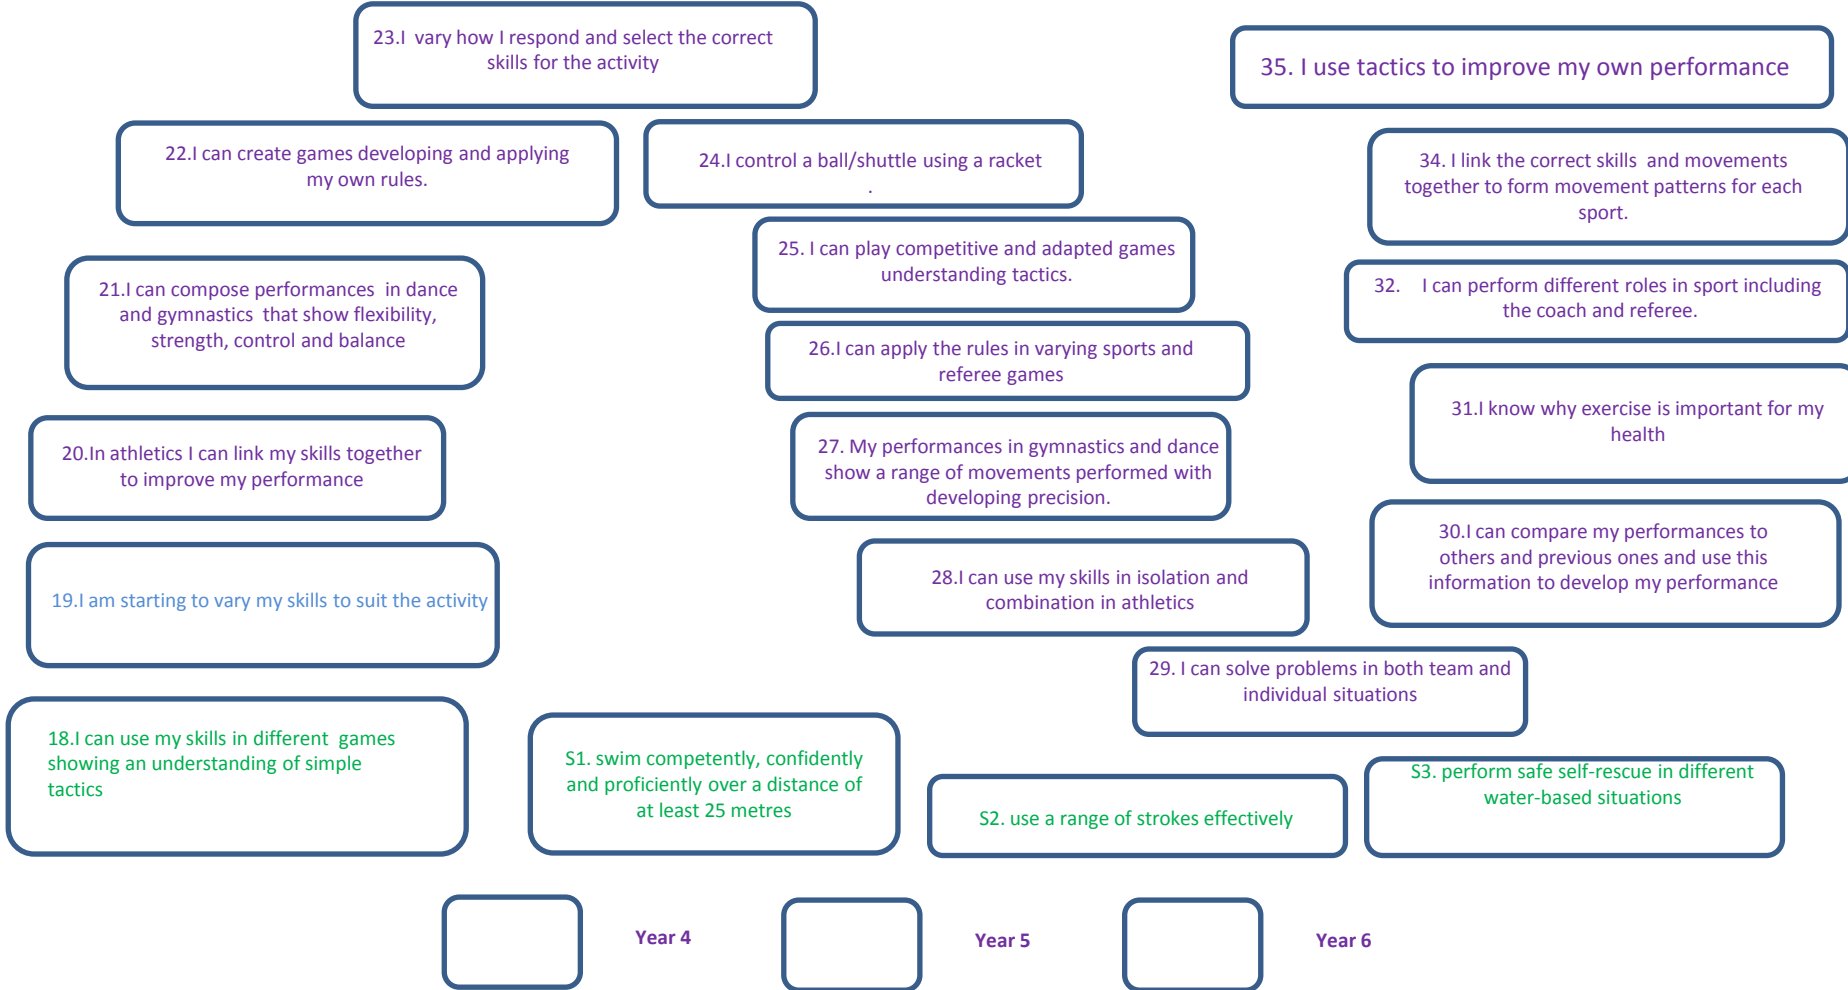 23.I vary how I respond and select the correct
skills for the activity
35. I use tactics to improve my own performance
22.I can create games developing and applying
my own rules.
24.I control a ball/shuttle using a racket
.
34. I link the correct skills and movements
together to form movement patterns for each
sport.
25. I can play competitive and adapted games
understanding tactics.
21.I can compose performances in dance
and gymnastics that show flexibility,
strength, control and balance
32. I can perform different roles in sport including
the coach and referee.
26.I can apply the rules in varying sports and
referee games
31.I know why exercise is important for my
health
20.In athletics I can link my skills together
to improve my performance
27. My performances in gymnastics and dance
show a range of movements performed with
developing precision.
30.I can compare my performances to
others and previous ones and use this
information to develop my performance
19.I am starting to vary my skills to suit the activity
28.I can use my skills in isolation and
combination in athletics
29. I can solve problems in both team and
individual situations
18.I can use my skills in different games
showing an understanding of simple
tactics
S1. swim competently, confidently
and proficiently over a distance of
at least 25 metres
S2. use a range of strokes effectively
S3. perform safe self-rescue in different
water-based situations
Year 4
Year 5
Year 6